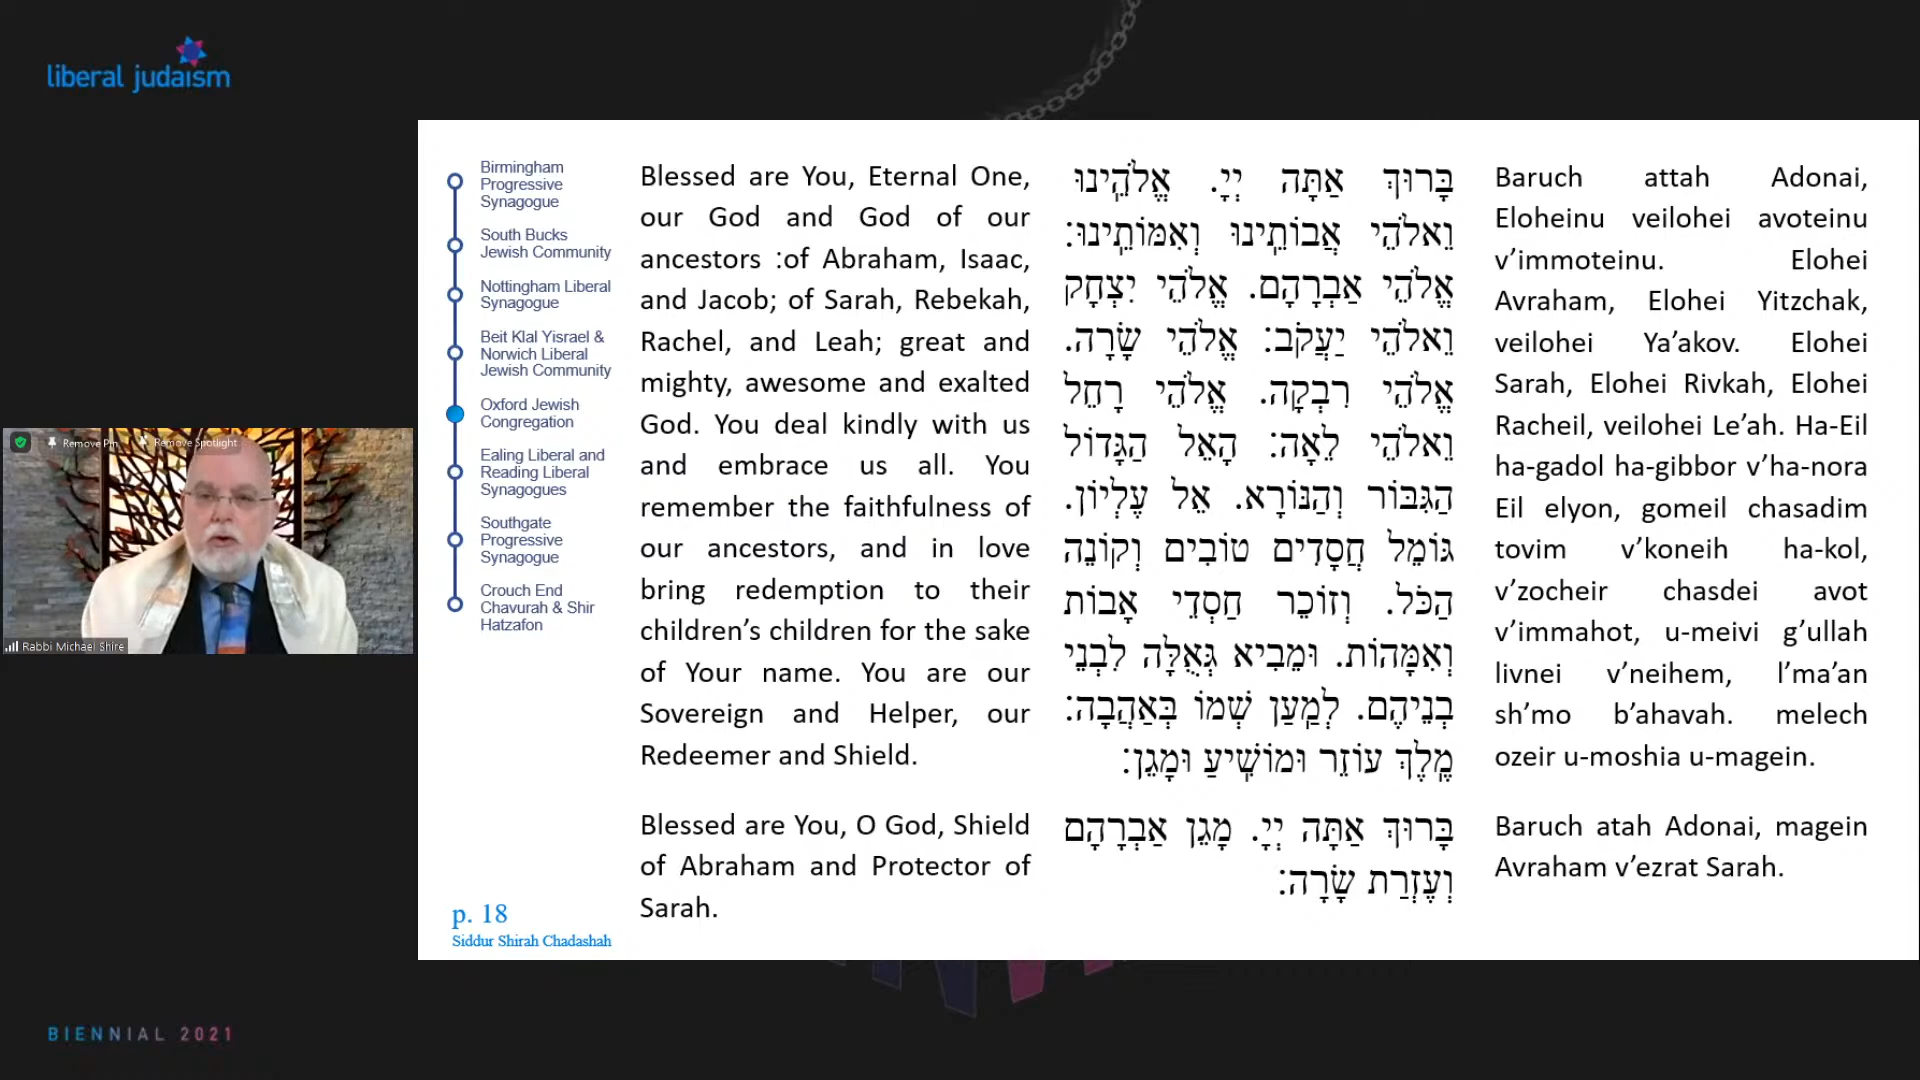 liberal judaism
Birmingham
Progressive
Synagogue
South Bucks
Jewish Community
Nottingham Liberal
Synagogue
Beit Klal Yisrael &
Norwich Liberal
Jewish Community
Oxford Jewish
Congregation
Ealing Liberal and
Reading Liberal
Synagogues
Southgate
Progressive
Synagogue
Crouch End
Chavurah & Shir
Hatzafon
p. 18
Siddur Shirah Chadashah
Blessed are You, Eternal One,
our God and God of our
ancestors :of Abraham, Isaac,
and Jacob; of Sarah, Rebekah,
Rachel, and Leah; great and
mighty, awesome and exalted
God. You deal kindly with us
and embrace us all. You
remember the faithfulness of
our ancestors, and in love
bring redemption to their
children’s children for the sake
of Your name. You are our
Sovereign and Helper, our
Redeemer and Shield.
Blessed are You, O God, Shield
of Abraham and Protector of
Sarah.
בָּרוּךְ אַתָּה יְיָ. אֱלֹהֵֽינוּ
וֵאלֹהֵי אֲבוֹתֵֽינוּ וְאִמּוֹתֵֽינוּ:
אֱלֹהֵי אַבְרָהָם. אֱלֹהֵי יִצְחָק
וֵאלֹהֵי יַעֲקֹב: אֱלֹהֵי שָׂרָה.
אֱלֹהֵי רִבְקָה. אֱלֹהֵי רָחֵל
וֵאלֹהֵי לֵאָה: הָאֵל הַגָּדוֹל
הַגִּבּוֹר וְהַנּוֹרָא. אֵל עֶלְיוֹן.
גּוֹמֵל חֲסָדִים טוֹבִים וְקוֹנֵה
הַכֹּל. וְזוֹכֵר חַסְדֵי אָבוֹת
וְאִמָּהוֹת. וּמֵבִיא גְּאֻלָּה לִבְנֵי
בְנֵיהֶם. לְמַֽעַן שְׁמוֹ בְּאַהֲבָה:
מֶֽלֶךְ עוֹזֵר וּמוֹשִֽׁיעַ וּמָגֵן:
בָּרוּךְ אַתָּה יְיָ. מָגֵן אַבְרָהָם
וְעֶזְרַת שָׂרָה:
Baruch attah Adonai,
Eloheinu veilohei avoteinu
v’immoteinu. Elohei
Avraham, Elohei Yitzchak,
veilohei Ya’akov. Elohei
Sarah, Elohei Rivkah, Elohei
Racheil, veilohei Le’ah. Ha-Eil
ha-gadol ha-gibbor v’ha-nora
Eil elyon, gomeil chasadim
tovim v’koneih ha-kol,
v’zocheir chasdei avot
v’immahot, u-meivi g’ullah
livnei v’neihem, l’ma’an
sh’mo b’ahavah. melech
ozeir u-moshia u-magein.
Baruch atah Adonai, magein
Avraham v’ezrat Sarah.
Remove Pin Remove Spotlight
Rabbi Michael Shire
BIENNIAL 2021